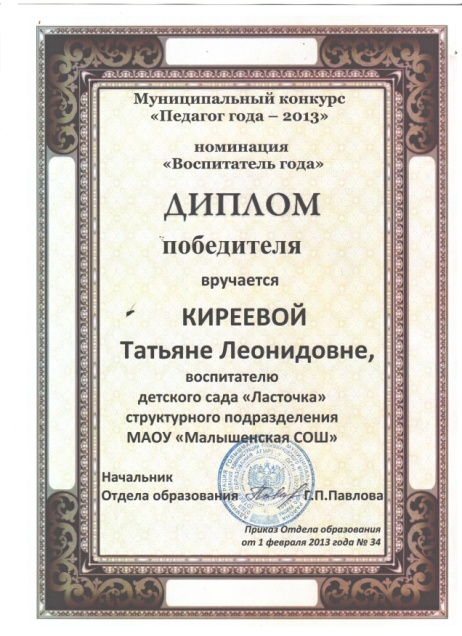 Муниципальный конкурс
«Педагог года – 2013»
номинация
«Воспитатель года»
ДИПЛОМ
победителя
вручается
КИРЕЕВОЙ
Татьяне Леонидовне,
воспитателю
детского сада «Ласточка»
структурного подразделения
МАОУ «Малышенская СОШ»
Начальник
Отдела образования Г.П.Павлова
Приказ Отдела образования
от 1 февраля 2013 года № 34